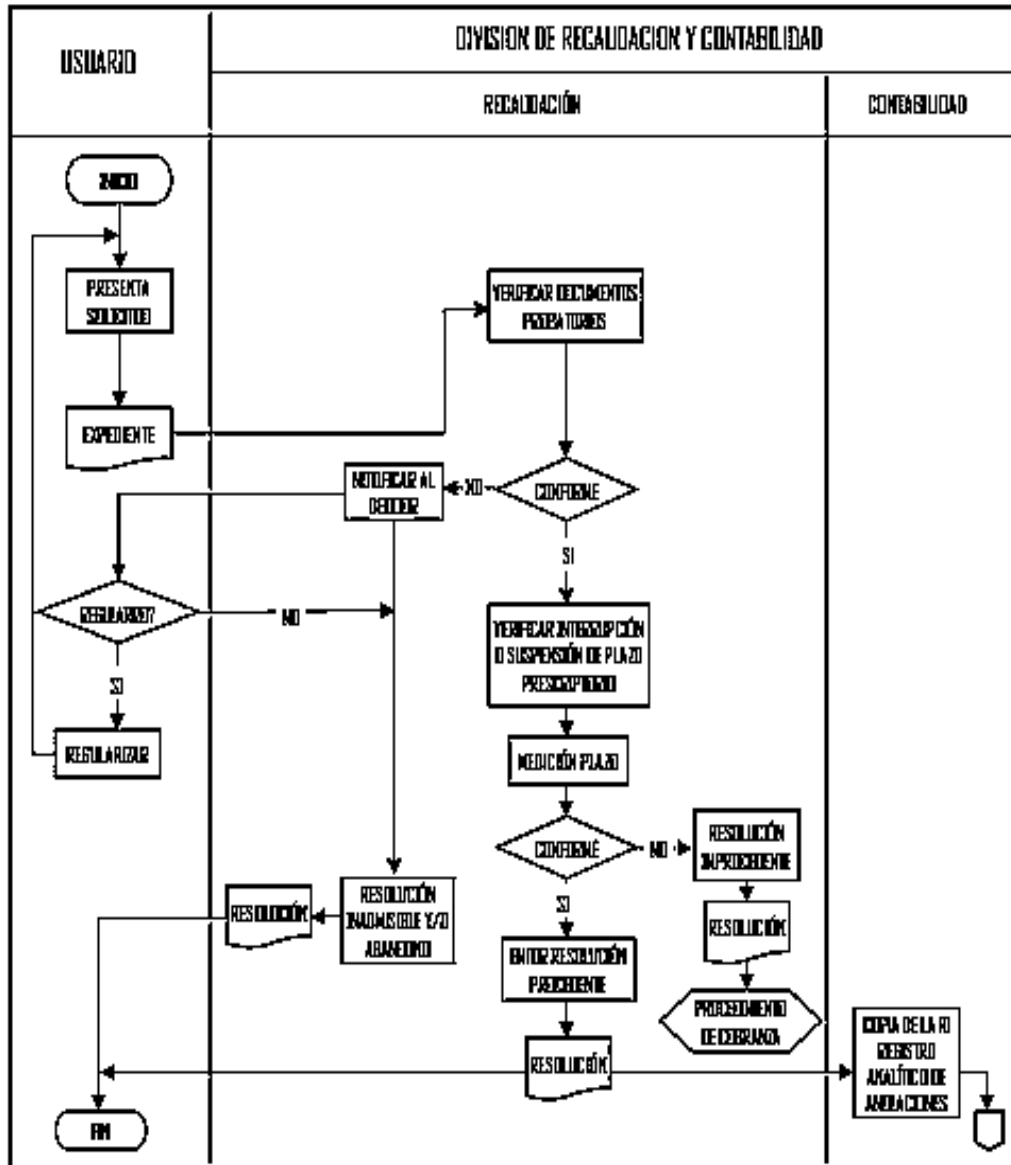 USUARIO
DIVISION DE RECAUDACION Y CONTABILIDAD
RECAUDACIÓN
CONTABILIDAD
INICIO
PRESENTA
SOLICITUD
EXPEDIENTE
VERIFICAR DOCUMENTOS
PROBATORIOS
CONFORME
NO
NOTIFICAR AL
DEUDOR
SI
REGULARIZO?
NO
SI
REGULARIZAR
VERIFICAR INTERRUPCIÓN
O SUSPENSIÓN DE PLAZO
PRESCRIPTORIO
MEDICIÓN PLAZO
CONFORME
NO
RESOLUCIÓN
IMPROCEDENTE
RESOLUCIÓN
PROCEDIMIENTO
DE COBRANZA
SI
EMITIR RESOLUCIÓN
PROCEDENTE
RESOLUCIÓN
RESOLUCIÓN
INADMISIBLE Y/O
ABANDONO
RESOLUCIÓN
COPIA DE LA RD
REGISTRO
ANALÍTICO DE
FIN